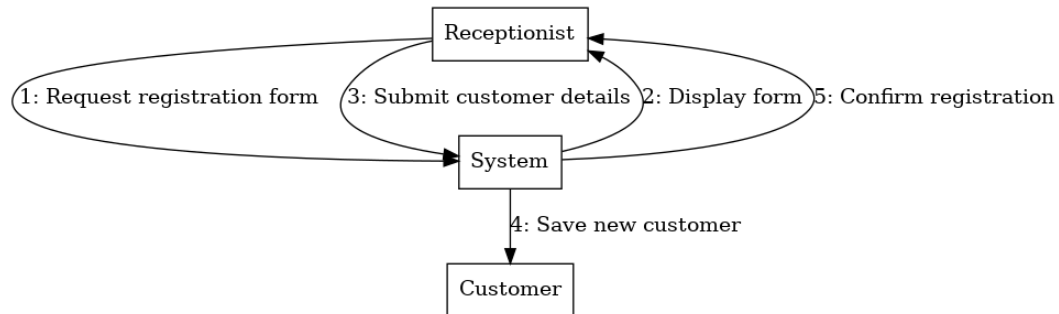 Receptionist
1: Request registration form
3: Submit customer details
2: Display form
5: Confirm registration
System
4: Save new customer
Customer